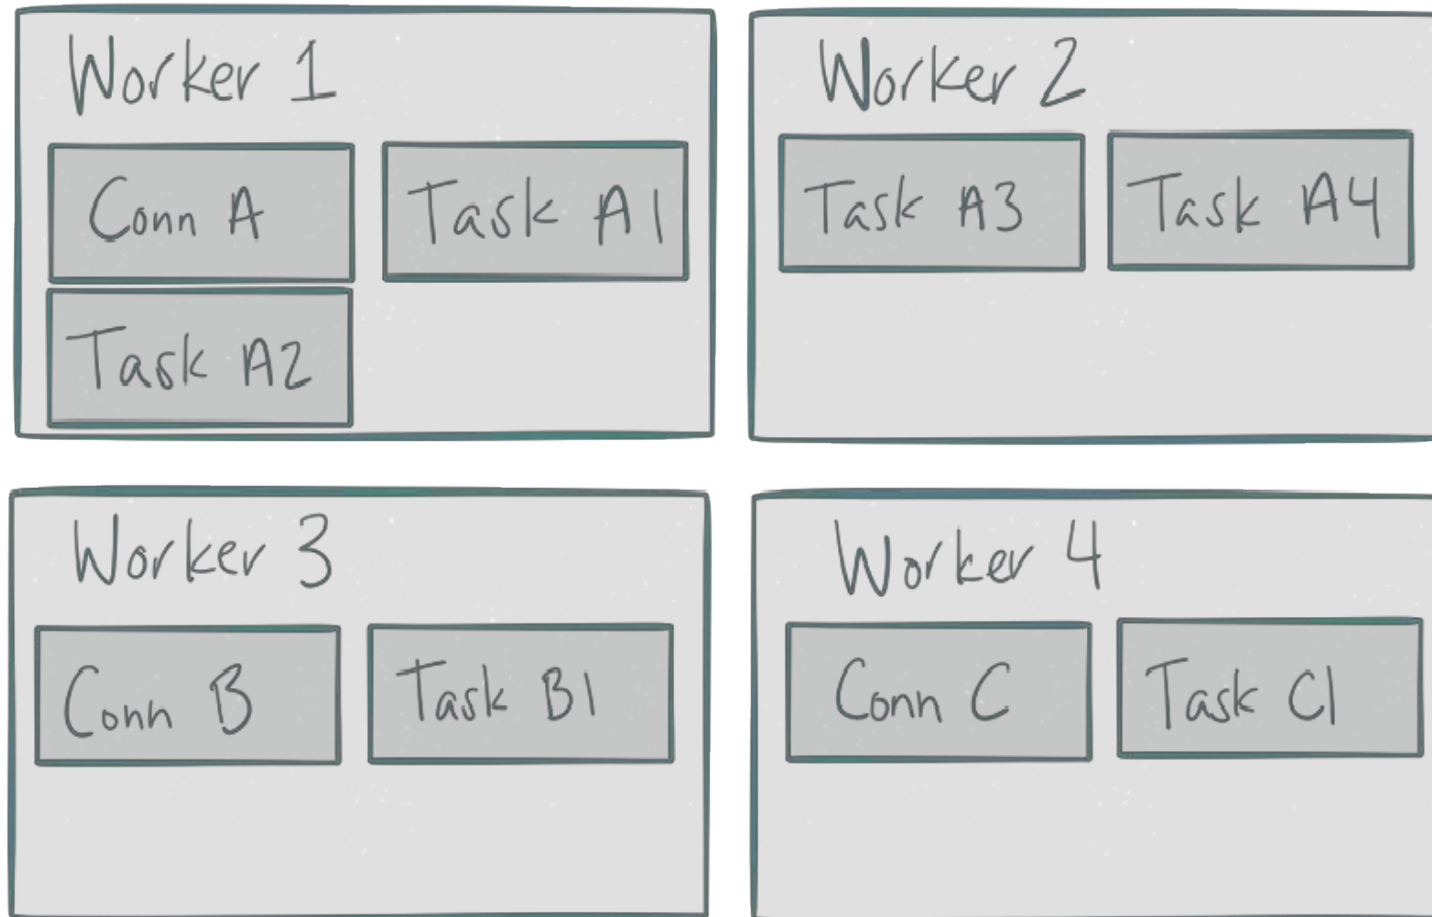 Worker 1
Conn A
Task A1
Task A2
Worker 2
Task A3
Task A4
Worker 3
Conn B
Task B1
Worker 4
Conn C
Task C1